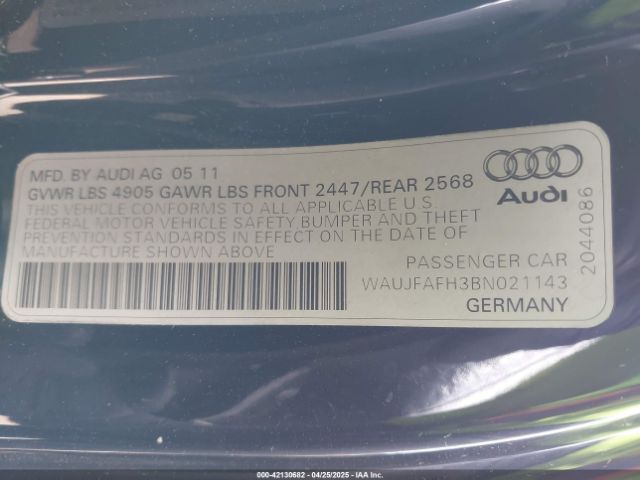 MFD. BY AUDI AG 05 11
GVWR LBS 4905 GAWR LBS FRONT 2447/REAR 2568
THIS VEHICLE CONFORMS TO ALL APPLICABLE U.S.
FEDERAL MOTOR VEHICLE SAFETY BUMPER AND THEFT
PREVENTION STANDARDS IN EFFECT ON THE DATE OF
MANUFACTURE SHOWN ABOVE.
Audi
2044086
PASSENGER CAR
WAUJFAFH3BN021143
GERMANY
000-42130682 - 04/25/2025 - IAAI.COM